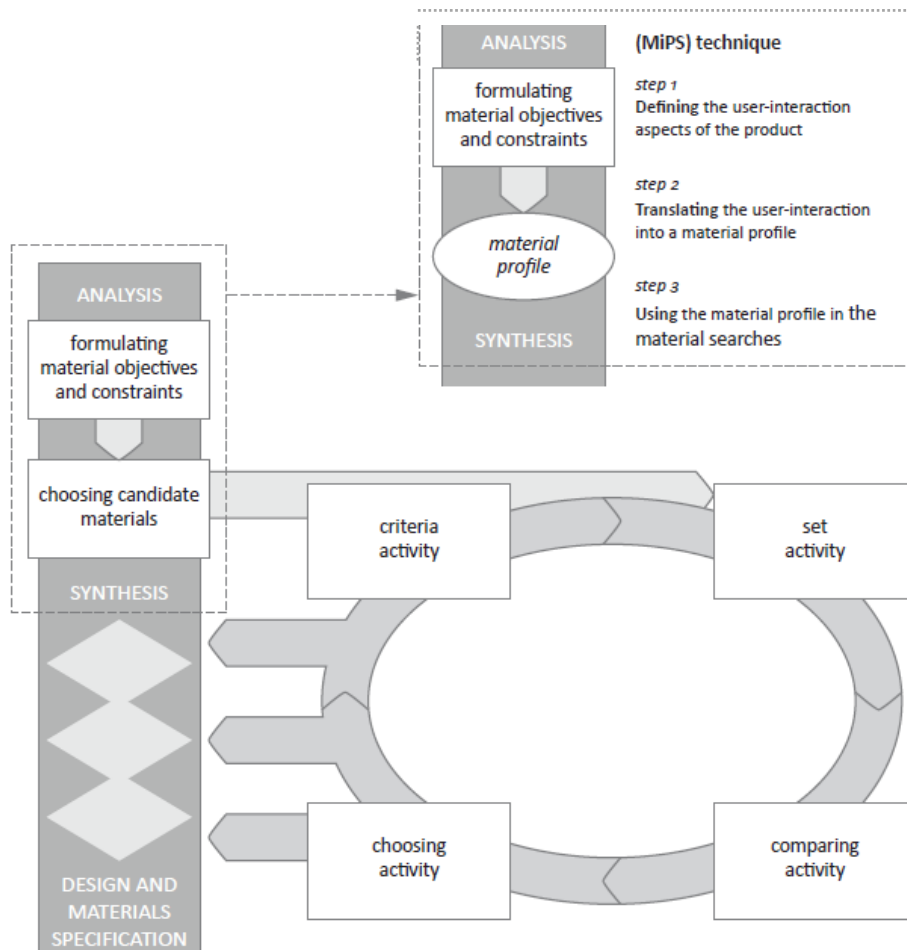 ANALYSIS
(MiPS) technique
formulating
material objectives
and constraints
step 1
Defining the user-interaction
aspects of the product
step 2
Translating the user-interaction
into a material profile
material
profile
step 3
Using the material profile in the
material searches
SYNTHESIS
ANALYSIS
formulating
material objectives
and constraints
choosing candidate
materials
SYNTHESIS
criteria
activity
set
activity
choosing
activity
comparing
activity
DESIGN AND
MATERIALS
SPECIFICATION